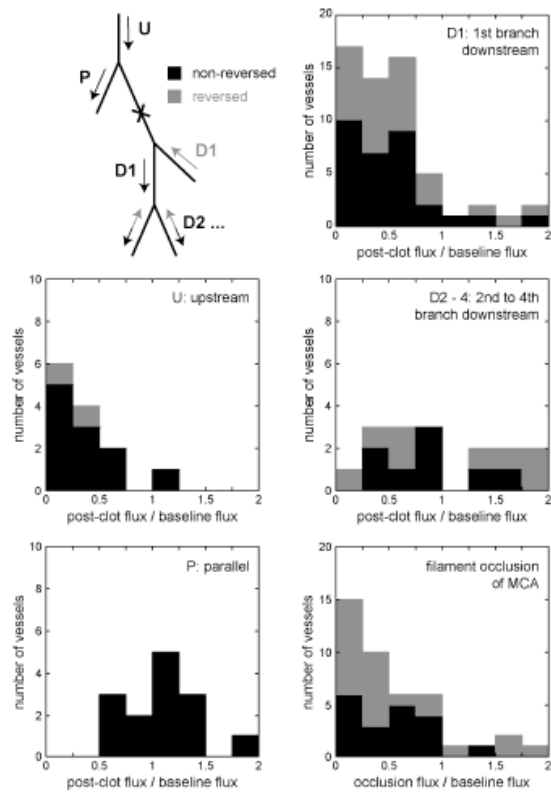 U
P
non-reversed
reversed
D1
D1
D2 ...
20
15
10
5
0
number of vessels
D1: 1st branch
downstream
0 0.5 1 1.5 2
post-clot flux / baseline flux
10
8
6
4
2
0
number of vessels
U: upstream
0 0.5 1 1.5 2
post-clot flux / baseline flux
10
8
6
4
2
0
number of vessels
D2 - 4: 2nd to 4th
branch downstream
0 0.5 1 1.5 2
post-clot flux / baseline flux
10
8
6
4
2
0
number of vessels
P: parallel
0 0.5 1 1.5 2
post-clot flux / baseline flux
20
15
10
5
0
number of vessels
filament occlusion
of MCA
0 0.5 1 1.5 2
occlusion flux / baseline flux